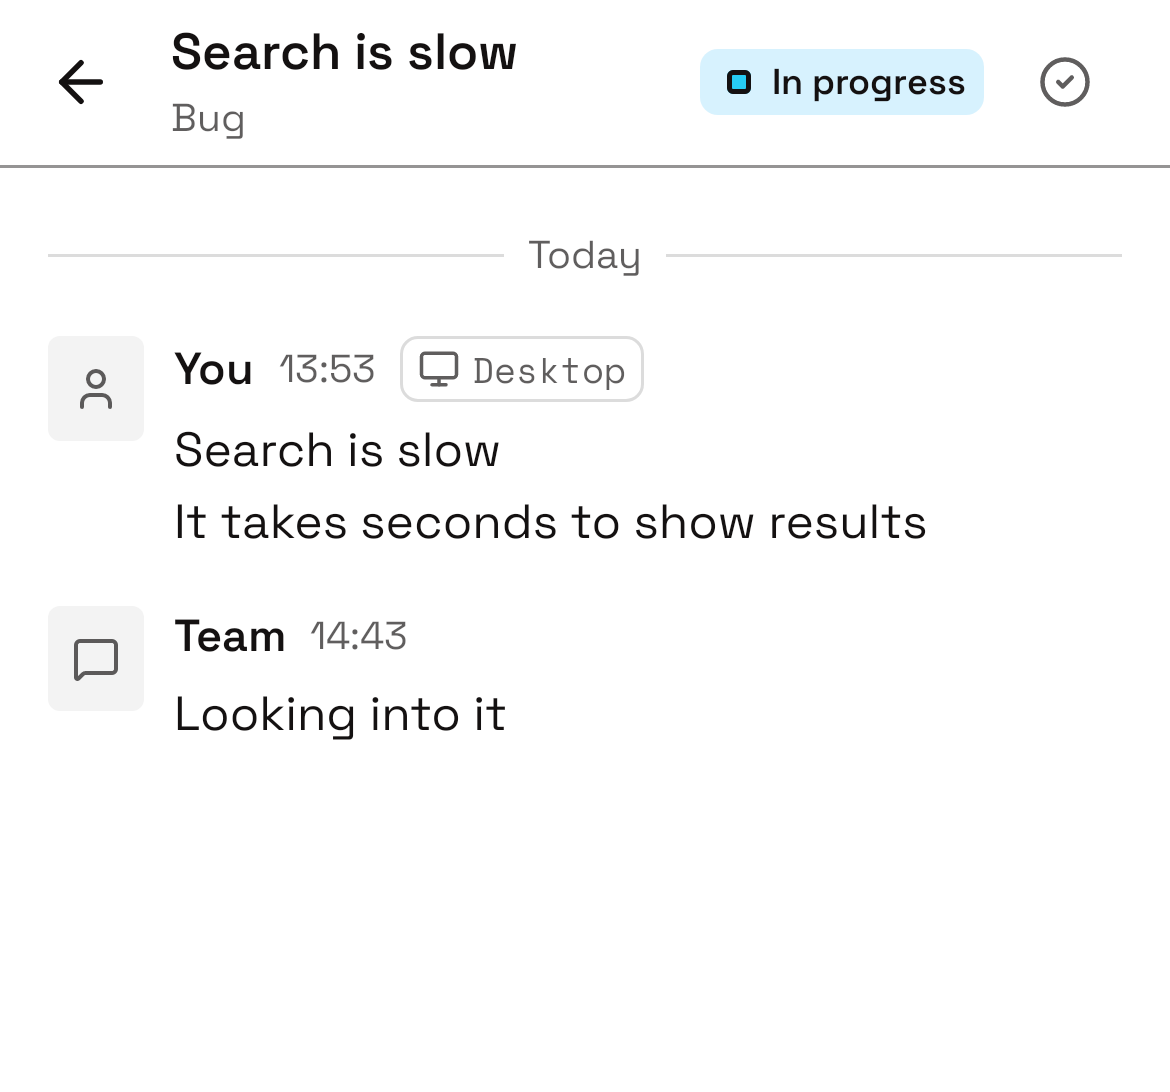 Search is slow
Bug
In progress
Today
You 13:53 Desktop
Search is slow
It takes seconds to show results
Team 14:43
Looking into it